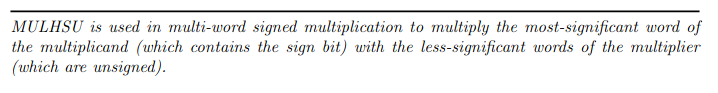 MULHSU is used in multi-word signed multiplication to multiply the most-significant word of
the multiplicand (which contains the sign bit) with the less-significant words of the multiplier
(which are unsigned).